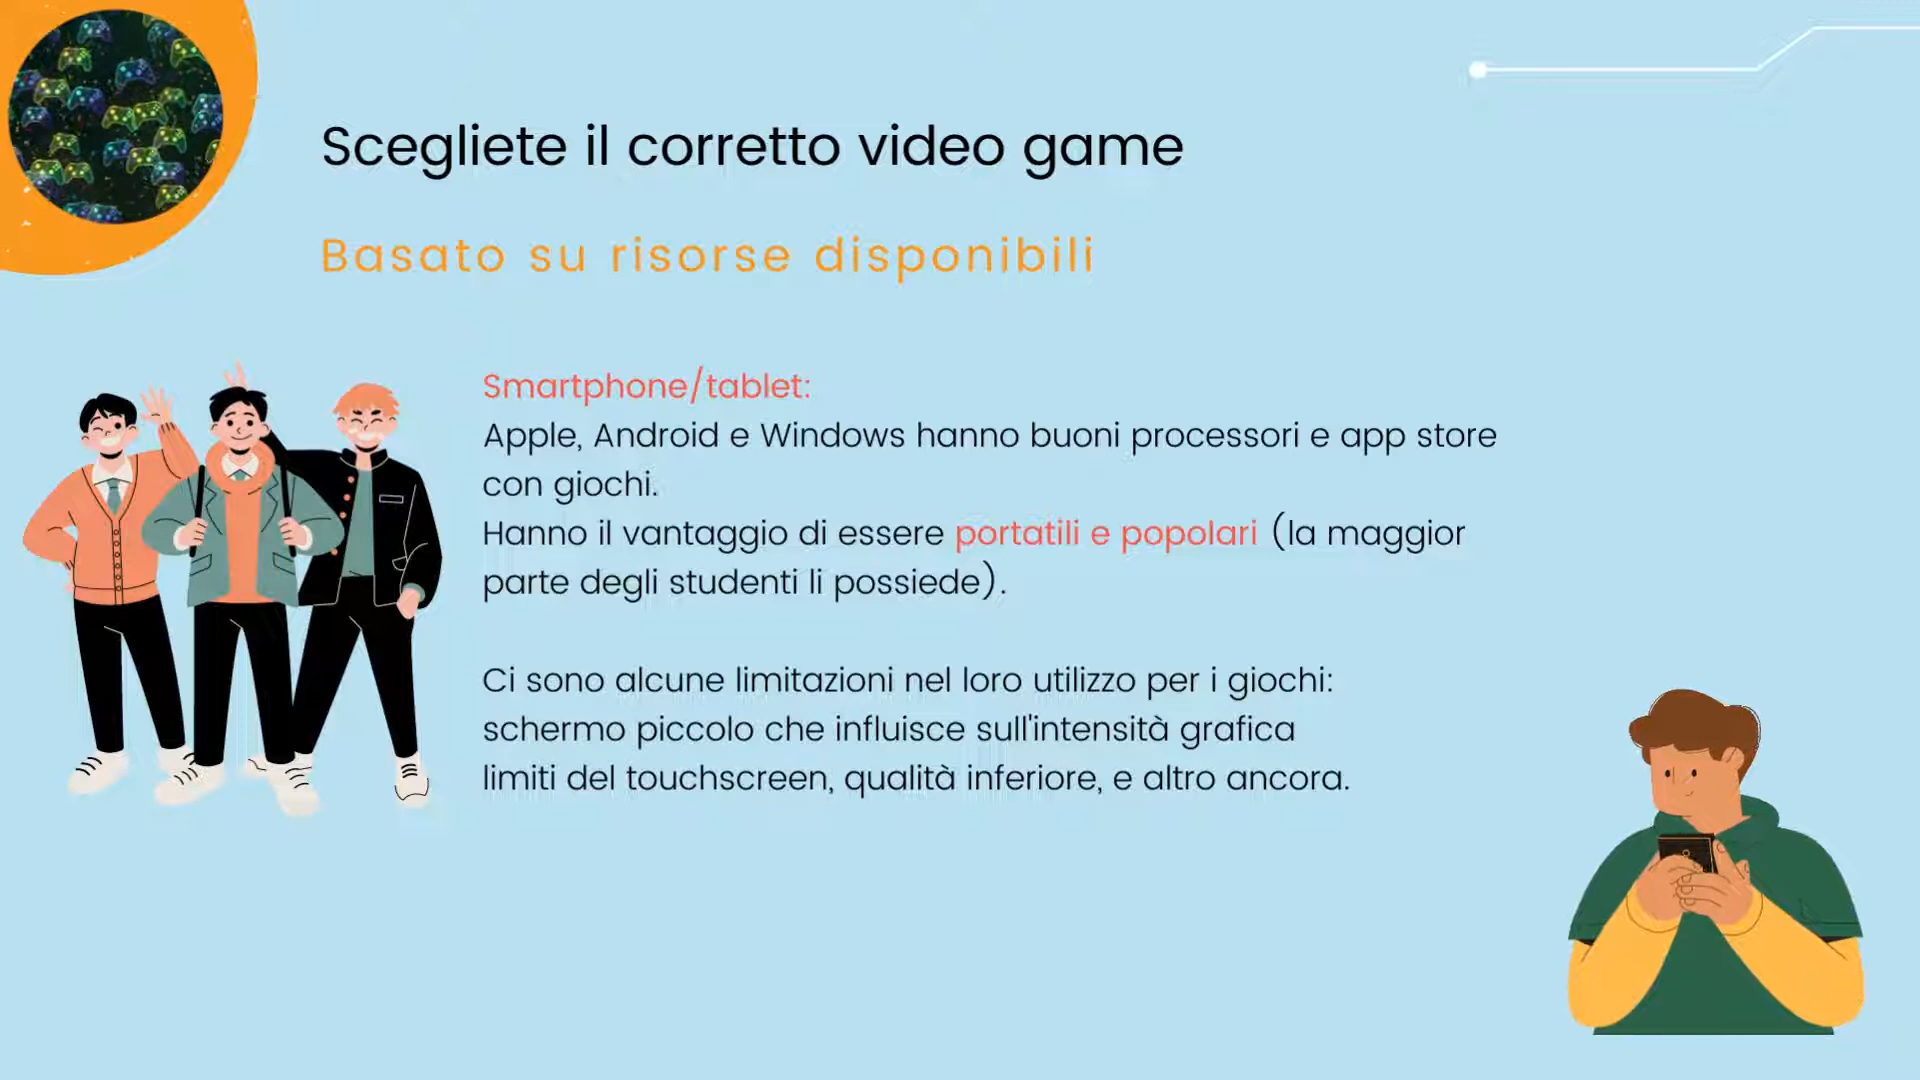 Scegliete il corretto video game
Basato su risorse disponibili
Smartphone/tablet:
Apple, Android e Windows hanno buoni processori e app store
con giochi.
Hanno il vantaggio di essere portatili e popolari (la maggior
parte degli studenti li possiede).
Ci sono alcune limitazioni nel loro utilizzo per i giochi:
schermo piccolo che influisce sull'intensità grafica
limiti del touchscreen, qualità inferiore, e altro ancora.